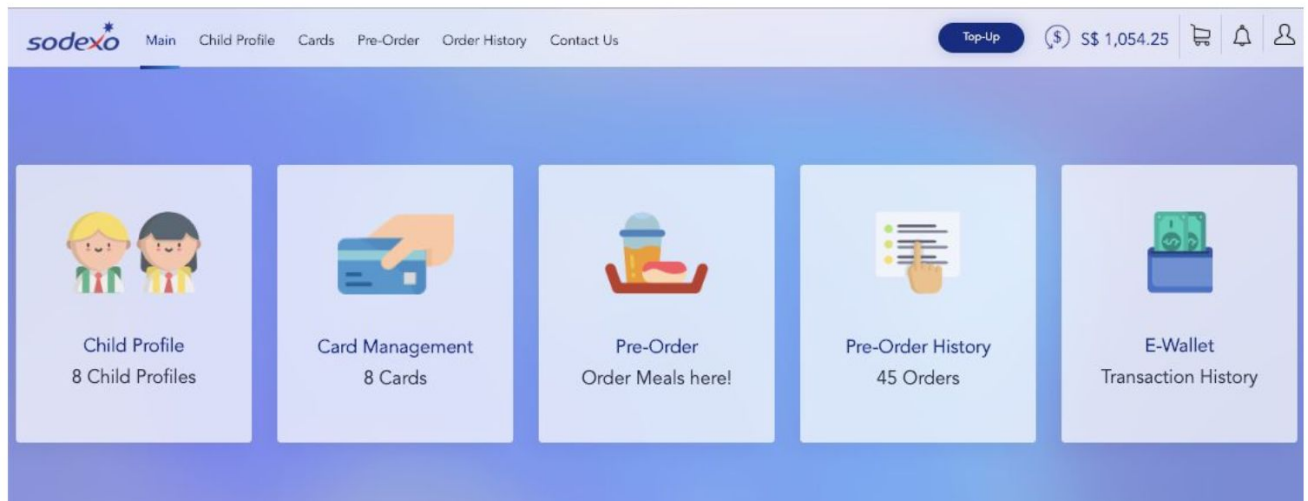 sodexo Main Child Profile Cards Pre-Order Order History Contact Us Top-Up $ S$ 1,054.25
Child Profile
8 Child Profiles
Card Management
8 Cards
Pre-Order
Order Meals here!
Pre-Order History
45 Orders
E-Wallet
Transaction History